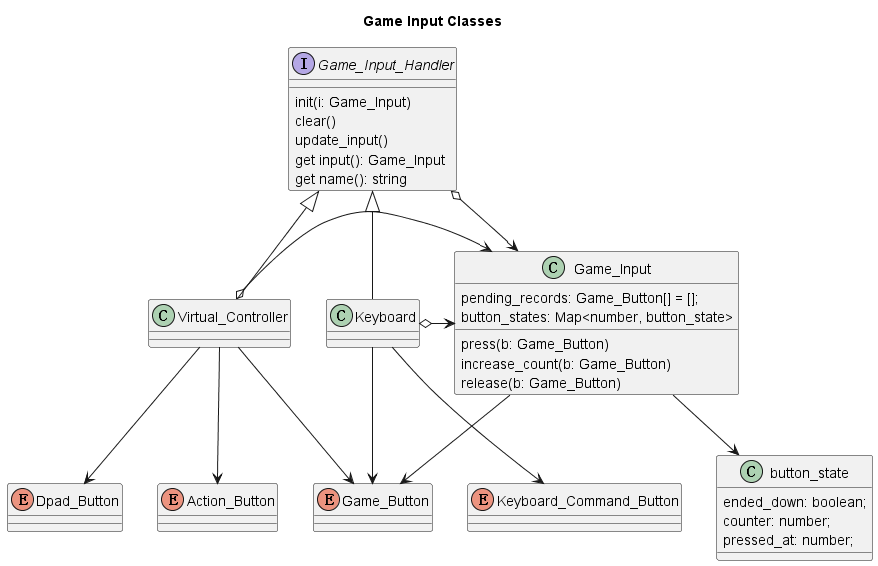 Game Input Classes
I Game_Input_Handler
init(i: Game_Input)
clear()
update_input()
get input(): Game_Input
get name(): string
C Game_Input
pending_records: Game_Button[] = [];
button_states: Map<number, button_state>
press(b: Game_Button)
increase_count(b: Game_Button)
release(b: Game_Button)
C Virtual_Controller
C Keyboard
E Dpad_Button
E Action_Button
E Game_Button
E Keyboard_Command_Button
C button_state
ended_down: boolean;
counter: number;
pressed_at: number;